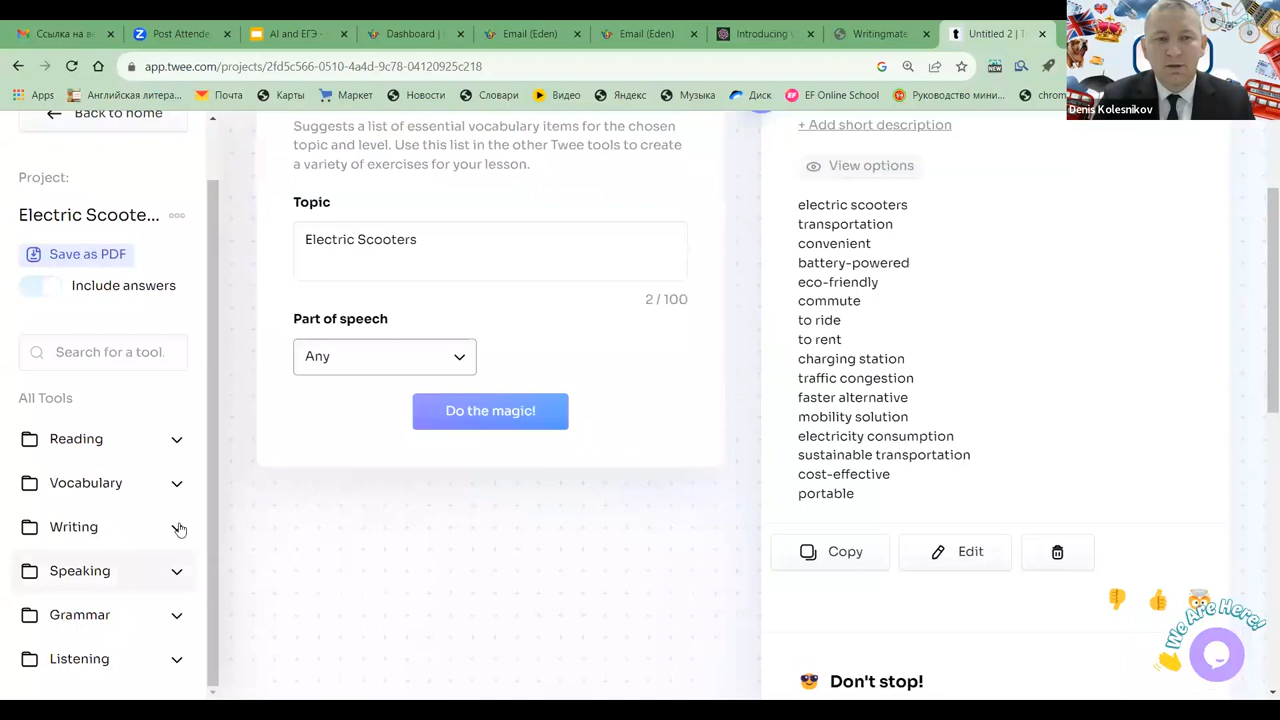 Ссылка на ве
Post Attende
AI and ЕГЭ -
Dashboard |
Email (Eden)
Email (Eden)
Introducing
Writingmate
Untitled 2 | T
app.twee.com/projects/2fd5c566-0510-4a4d-9c78-04120925c218
NEW
Apps
Английская литера...
Почта
Карты
Маркет
Новости
Словари
Видео
Яндекс
Музыка
Диск
EF Online School
Руководство мини...
chrom
Denis Kolesnikov
Back to home
Project:
Electric Scoote...
Save as PDF
Include answers
Search for a tool.
All Tools
Reading
Vocabulary
Writing
Speaking
Grammar
Listening
Suggests a list of essential vocabulary items for the chosen
topic and level. Use this list in the other Twee tools to create
a variety of exercises for your lesson.
Topic
Electric Scooters
2 / 100
Part of speech
Any
Do the magic!
+ Add short description
View options
electric scooters
transportation
convenient
battery-powered
eco-friendly
commute
to ride
to rent
charging station
traffic congestion
faster alternative
mobility solution
electricity consumption
sustainable transportation
cost-effective
portable
Copy
Edit
We Are Here!
Don't stop!